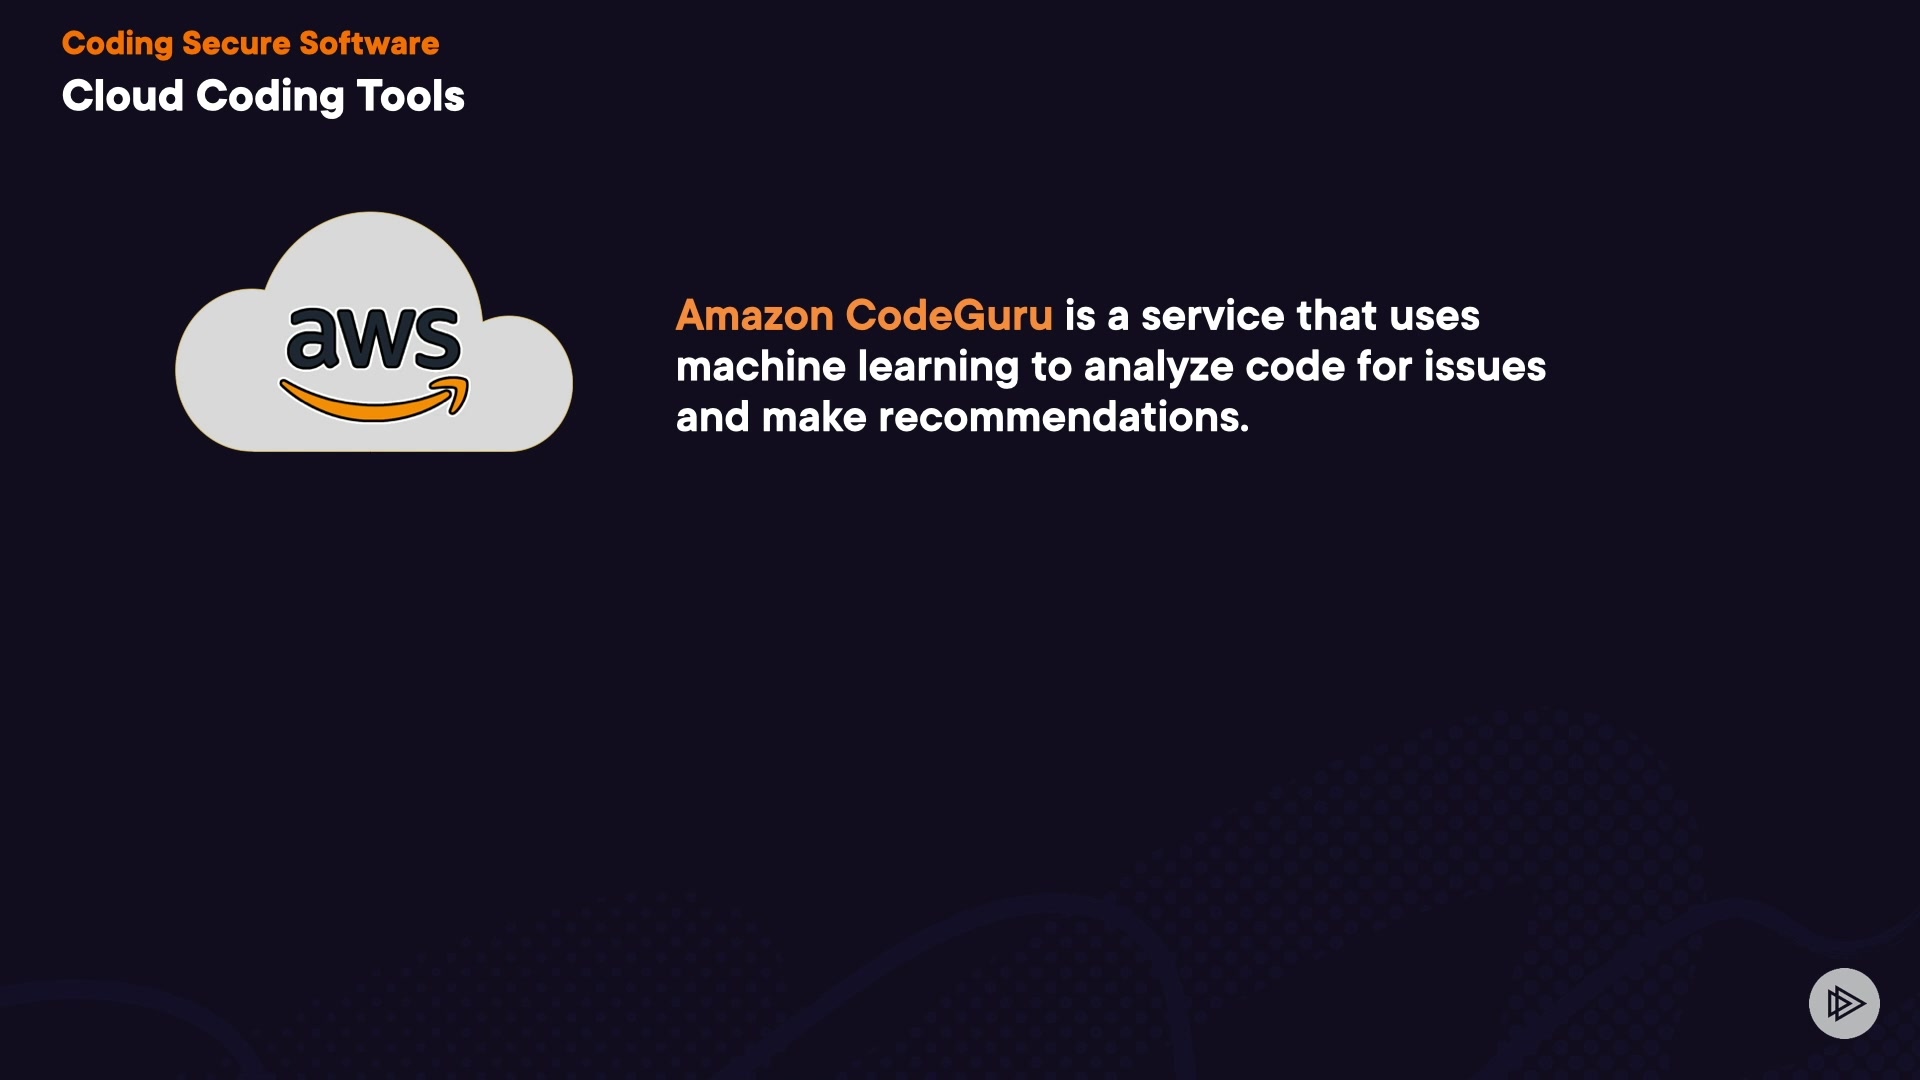 Coding Secure Software
Cloud Coding Tools
aws
Amazon CodeGuru is a service that uses
machine learning to analyze code for issues
and make recommendations.